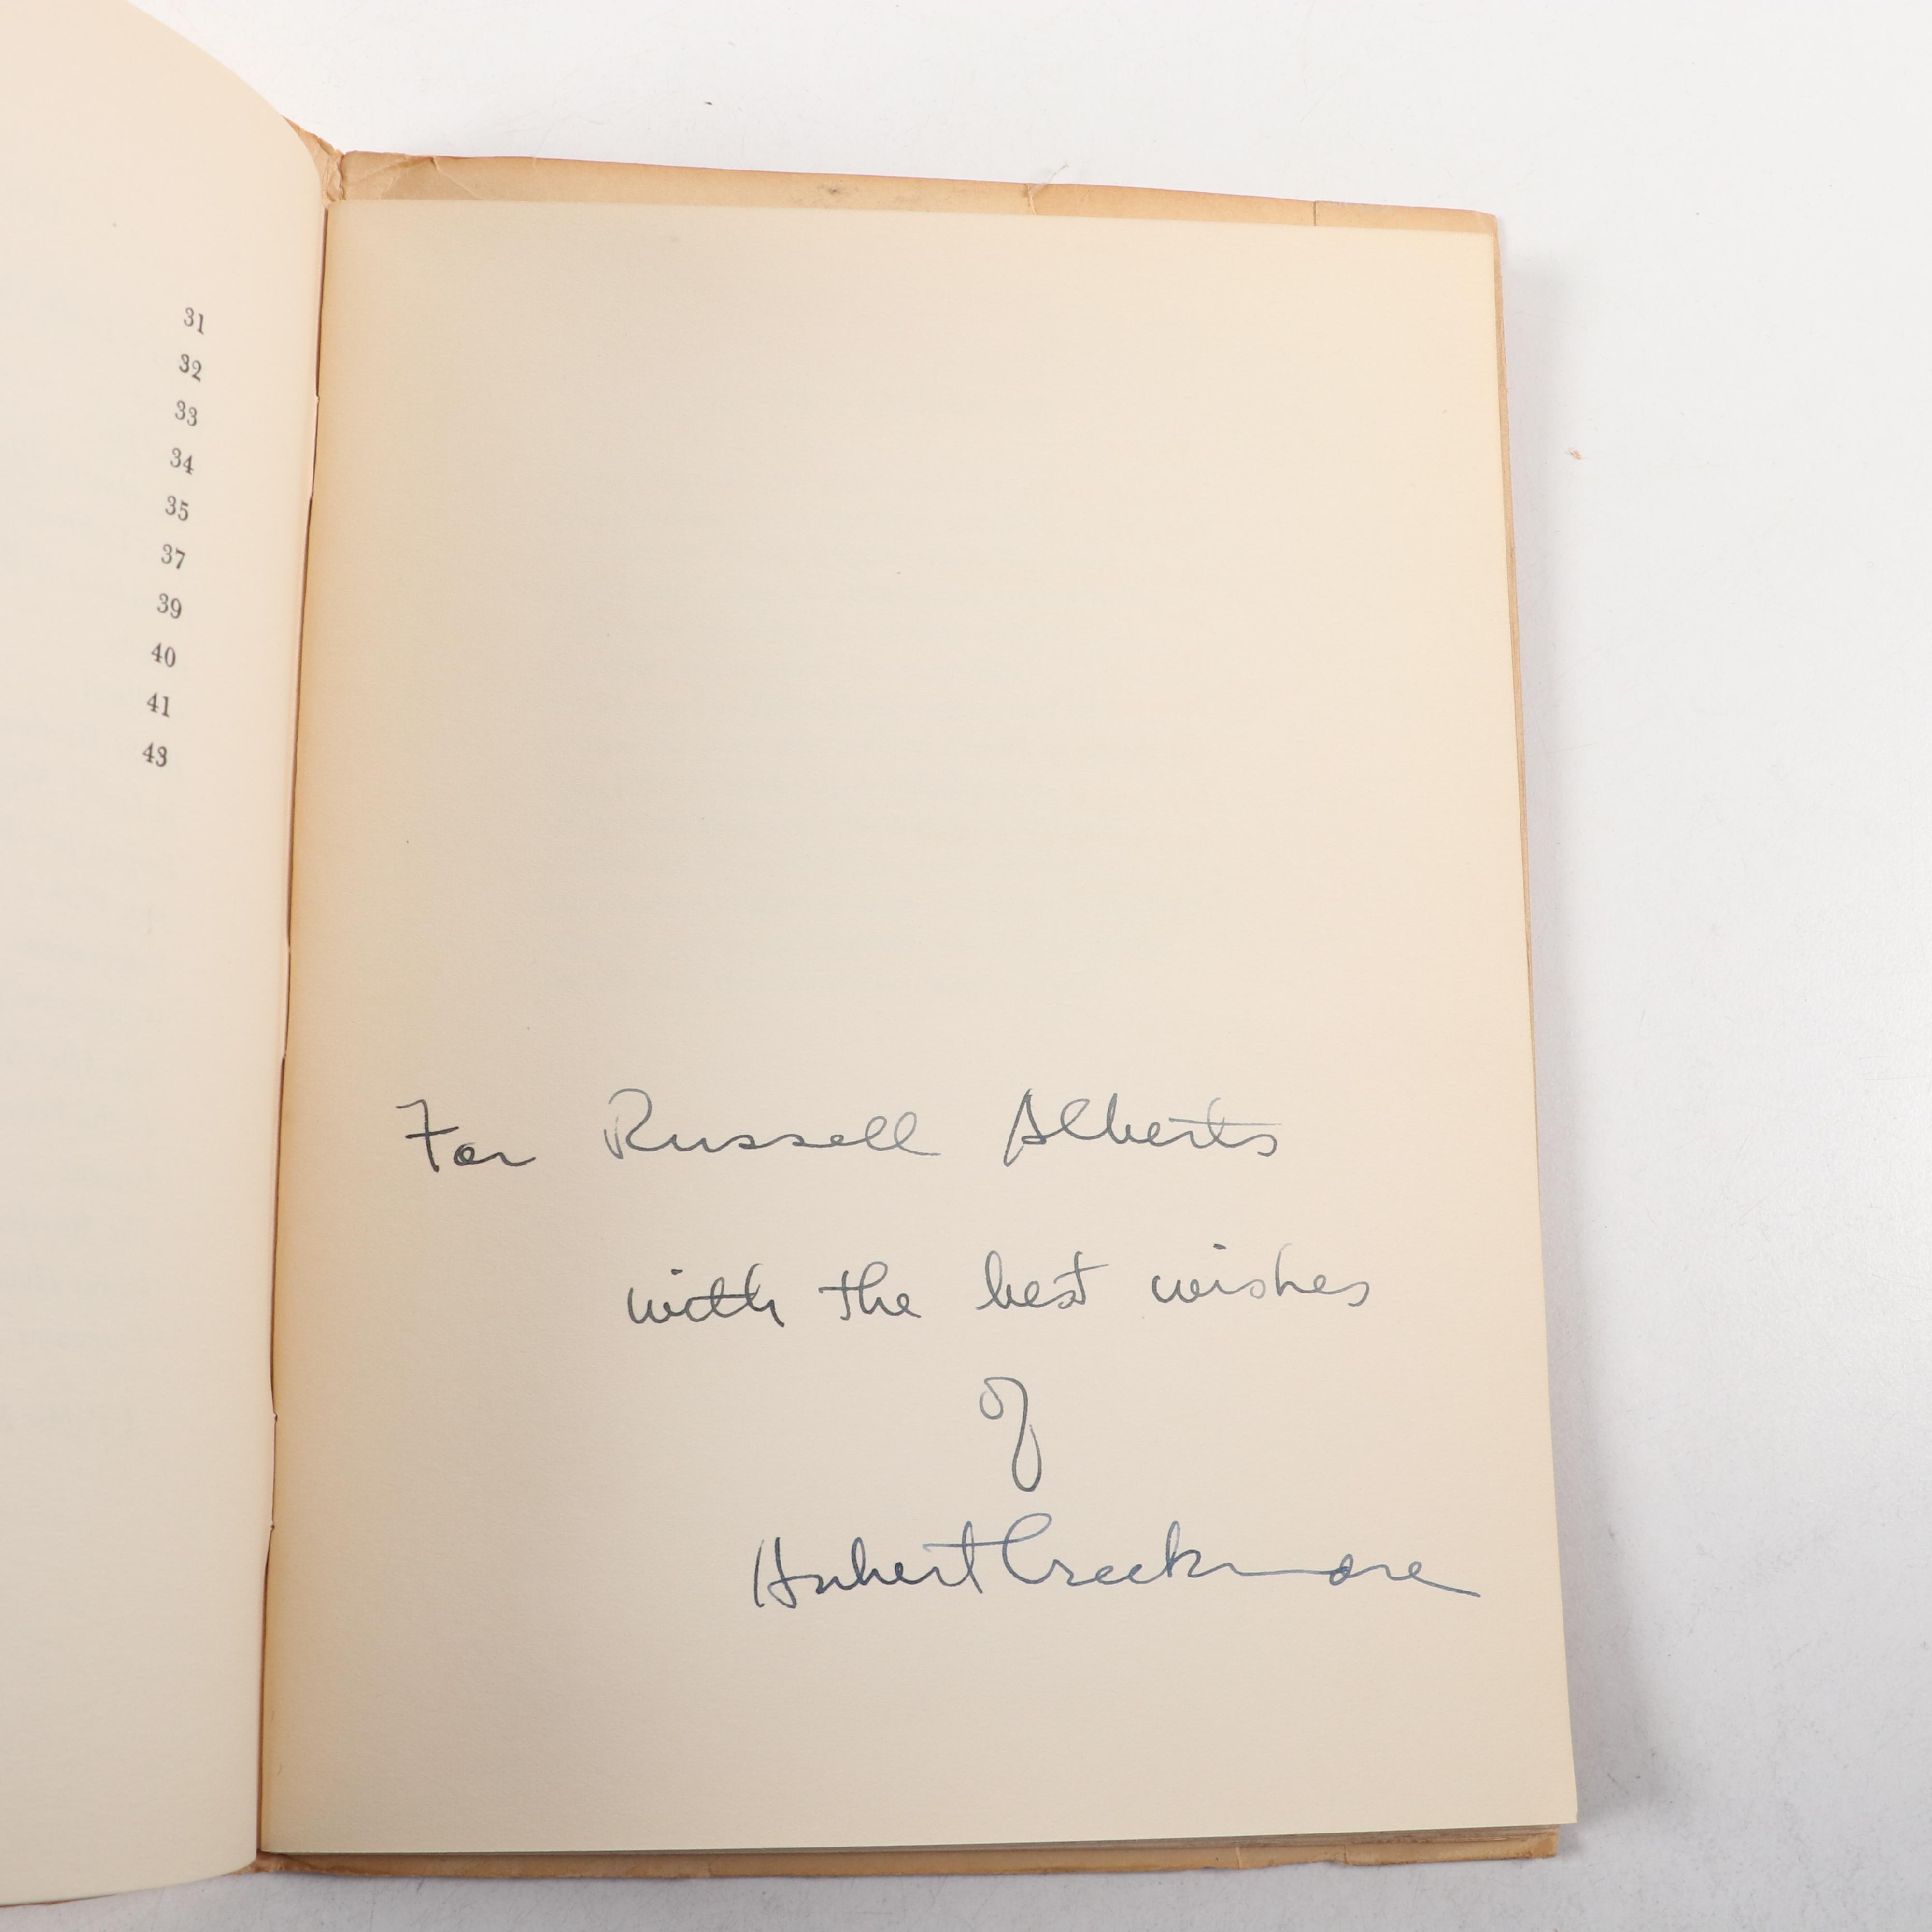 31
32
33
34
35
37
39
40
41
43
For Russell Alberts
with the best wishes
of
Hubert Creekmore